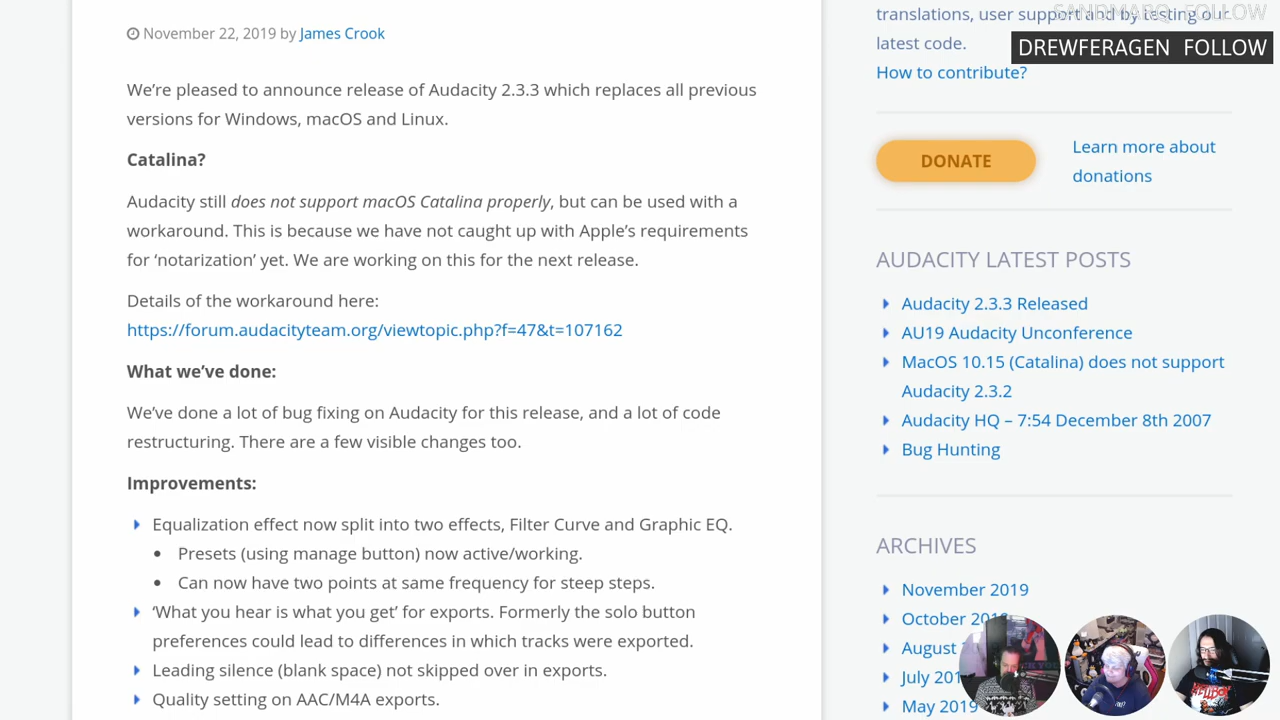 November 22, 2019 by James Crook
We're pleased to announce release of Audacity 2.3.3 which replaces all previous
versions for Windows, macOS and Linux.
Catalina?
Audacity still does not support macOS Catalina properly, but can be used with a
workaround. This is because we have not caught up with Apple's requirements
for ‘notarization’ yet. We are working on this for the next release.
Details of the workaround here:
https://forum.audacityteam.org/viewtopic.php?f=47&t=107162
What we've done:
We've done a lot of bug fixing on Audacity for this release, and a lot of code
restructuring. There are a few visible changes too.
Improvements:
Equalization effect now split into two effects, Filter Curve and Graphic EQ.
Presets (using manage button) now active/working.
Can now have two points at same frequency for steep steps.
‘What you hear is what you get’ for exports. Formerly the solo button
preferences could lead to differences in which tracks were exported.
Leading silence (blank space) not skipped over in exports.
Quality setting on AAC/M4A exports.
translations, user support and by testing our
latest code.
How to contribute?
SANDMARQ FOLLOW
DREWFERAGEN FOLLOW
DONATE
Learn more about
donations
AUDACITY LATEST POSTS
Audacity 2.3.3 Released
AU19 Audacity Unconference
MacOS 10.15 (Catalina) does not support
Audacity 2.3.2
Audacity HQ – 7:54 December 8th 2007
Bug Hunting
ARCHIVES
November 2019
October
August
July
May 2019